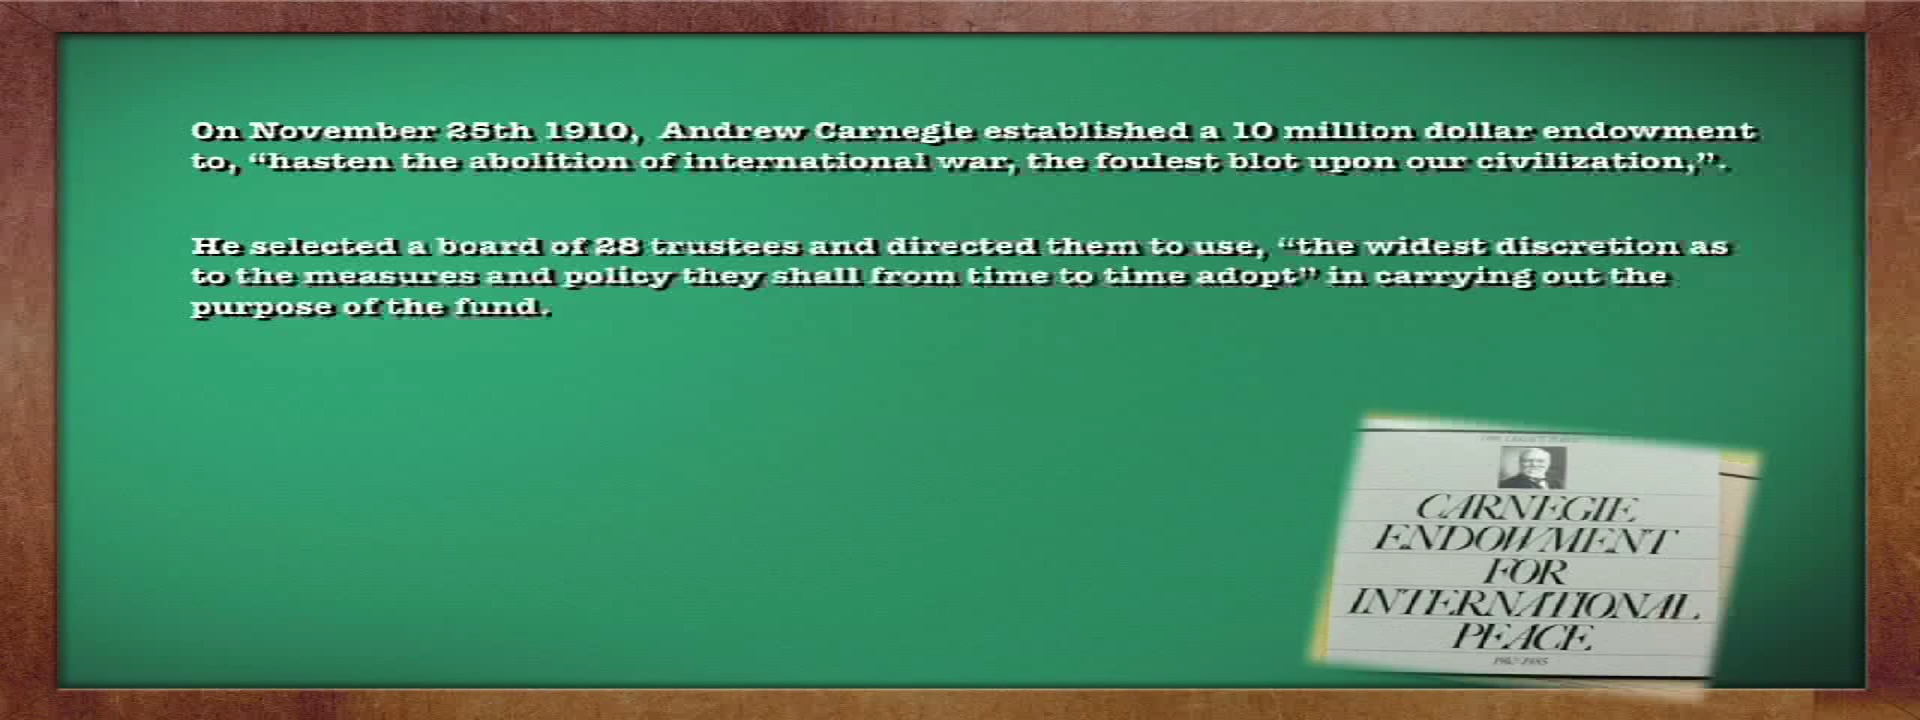 On November 25th 1910, Andrew Carnegie established a 10 million dollar endowment
to, “hasten the abolition of international war, the foulest blot upon our civilization,”.
He selected a board of 28 trustees and directed them to use, “the widest discretion as
to the measures and policy they shall from time to time adopt” in carrying out the
purpose of the fund.
CARNEGIE
ENDOWMENT
FOR
INTERNATIONAL
PEACE